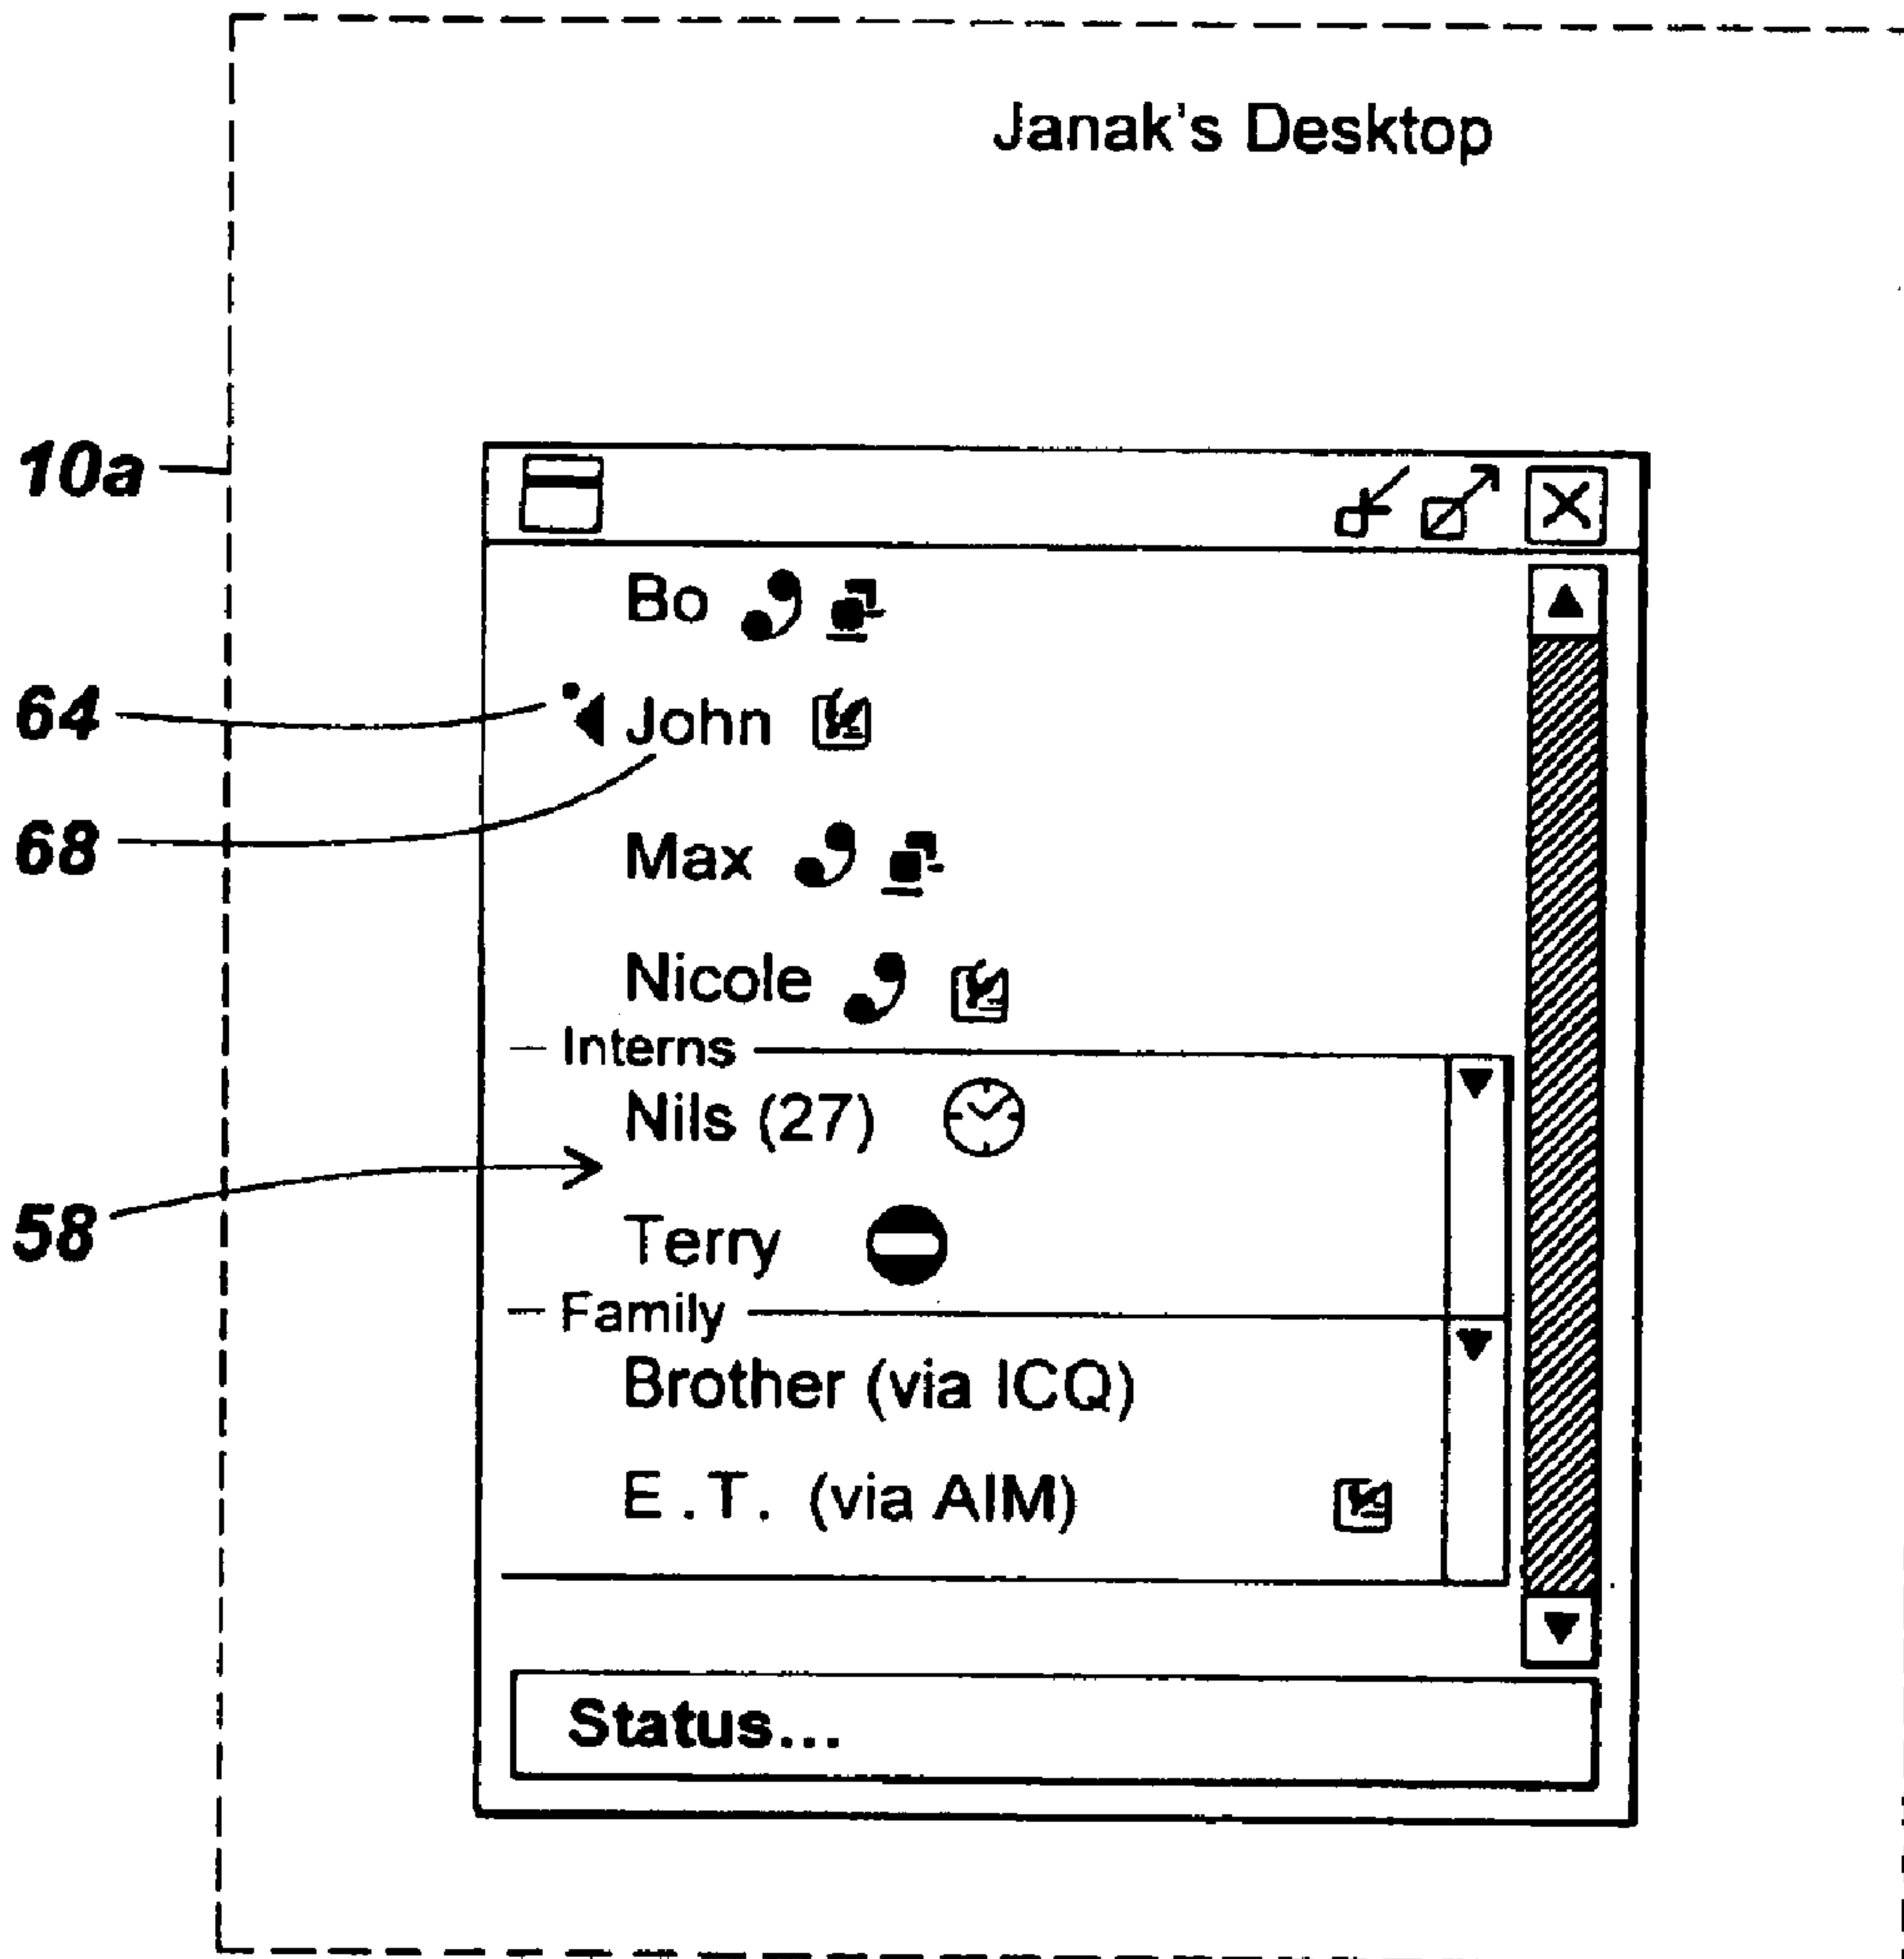 Janak's Desktop
10a
Bo
64
John
68
Max
Nicole
Interns
Nils (27)
58
Terry
Family
Brother (via ICQ)
E.T. (via AIM)
Status...